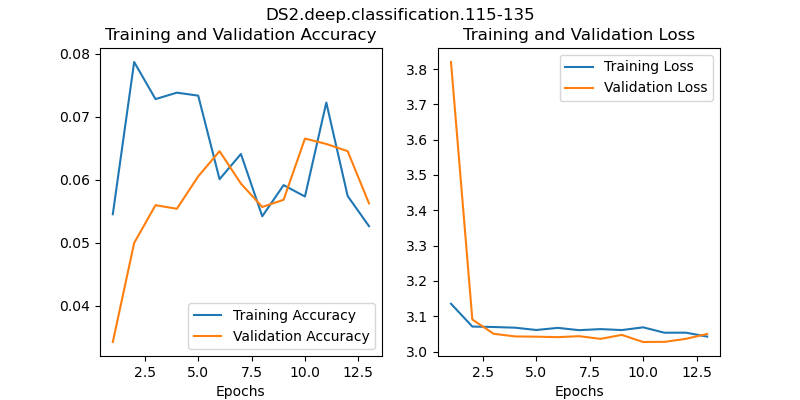 DS2.deep.classification.115-135
Training and Validation Accuracy
0.08
0.07
0.06
0.05
0.04
2.5 5.0 7.5 10.0 12.5
Epochs
Training Accuracy
Validation Accuracy
Training and Validation Loss
3.8
3.7
3.6
3.5
3.4
3.3
3.2
3.1
3.0
2.5 5.0 7.5 10.0 12.5
Epochs
Training Loss
Validation Loss